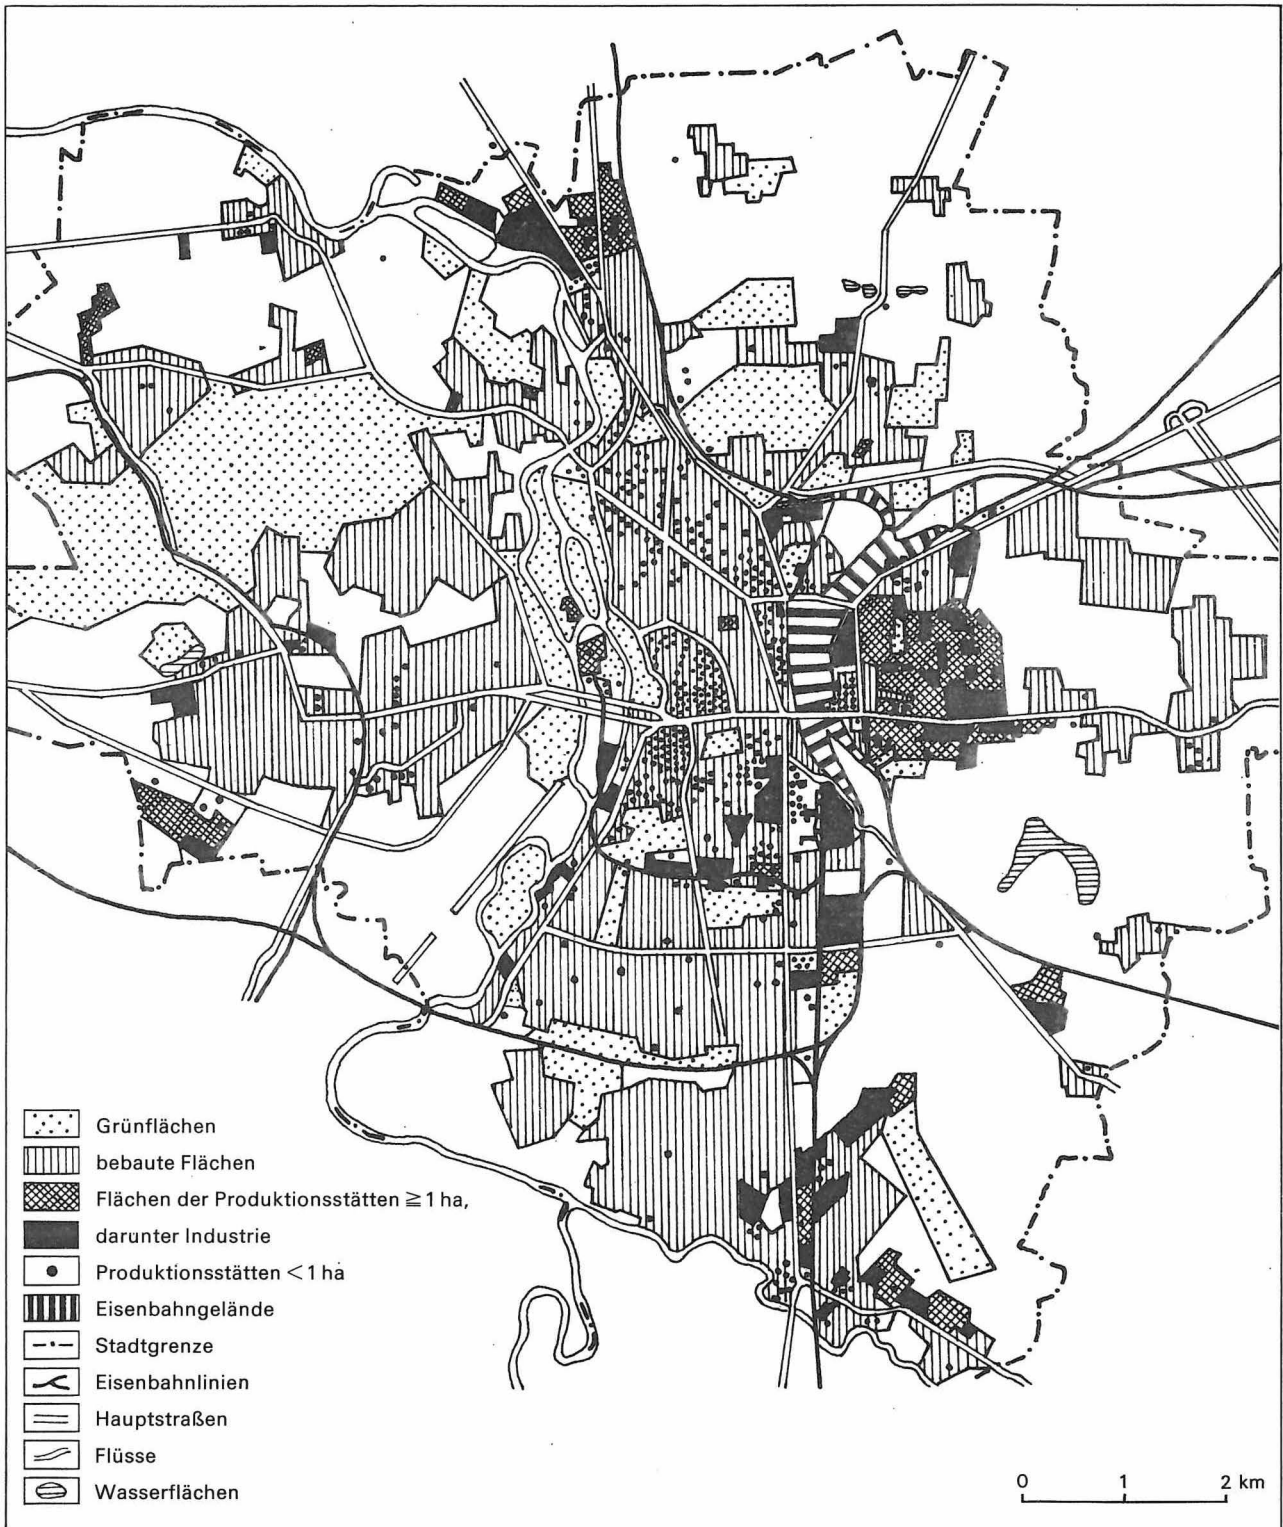 Grünflächen
bebaute Flächen
Flächen der Produktionsstätten ≧ 1 ha,
darunter Industrie
Produktionsstätten < 1 ha
Eisenbahngelände
Stadtgrenze
Eisenbahnlinien
Hauptstraßen
Flüsse
Wasserflächen
0 1 2 km